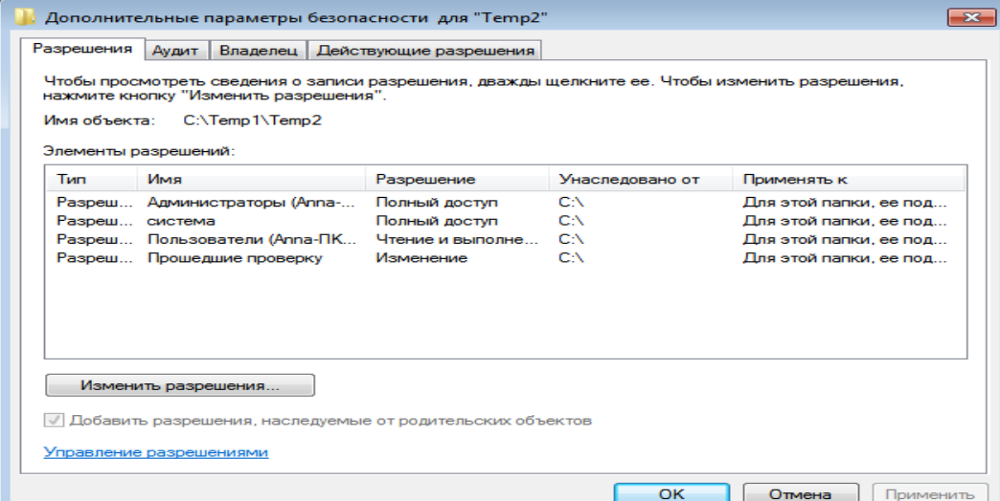 Дополнительные параметры безопасности для "Temp2"
Разрешения Аудит Владелец Действующие разрешения
Чтобы просмотреть сведения о записи разрешения, дважды щелкните ее. Чтобы изменить разрешения,
нажмите кнопку "Изменить разрешения".
Имя объекта: C:\Temp1\Temp2
Элементы разрешений:
Тип Имя Разрешение Унаследовано от Применять к
Разреш... Администраторы (Anna-... Полный доступ C:\ Для этой папки, ее под...
Разреш... система Полный доступ C:\ Для этой папки, ее под...
Разреш... Пользователи (Anna-ПК... Чтение и выполне... C:\ Для этой папки, ее под...
Разреш... Прошедшие проверку Изменение C:\ Для этой папки, ее под...
Изменить разрешения...
Добавить разрешения, наследуемые от родительских объектов
Управление разрешениями
ОК Отмена Применить